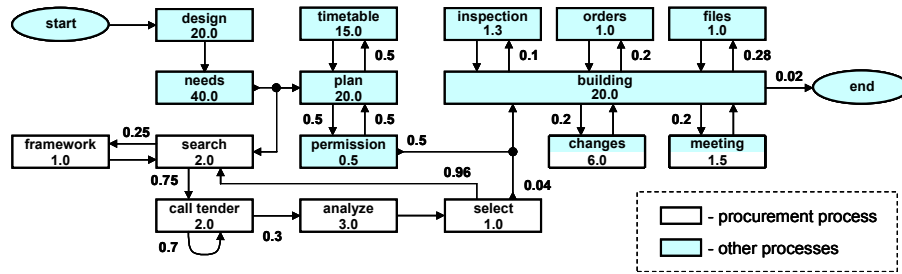 start
design
20.0
timetable
15.0
inspection
1.3
orders
1.0
files
1.0
0.5
0.1
0.2
0.28
needs
40.0
plan
20.0
building
20.0
0.02
end
0.5
0.5
0.2
0.2
framework
1.0
0.25
search
2.0
permission
0.5
0.5
changes
6.0
meeting
1.5
0.75
0.96
0.04
call tender
2.0
analyze
3.0
select
1.0
0.7
0.3
- procurement process
- other processes